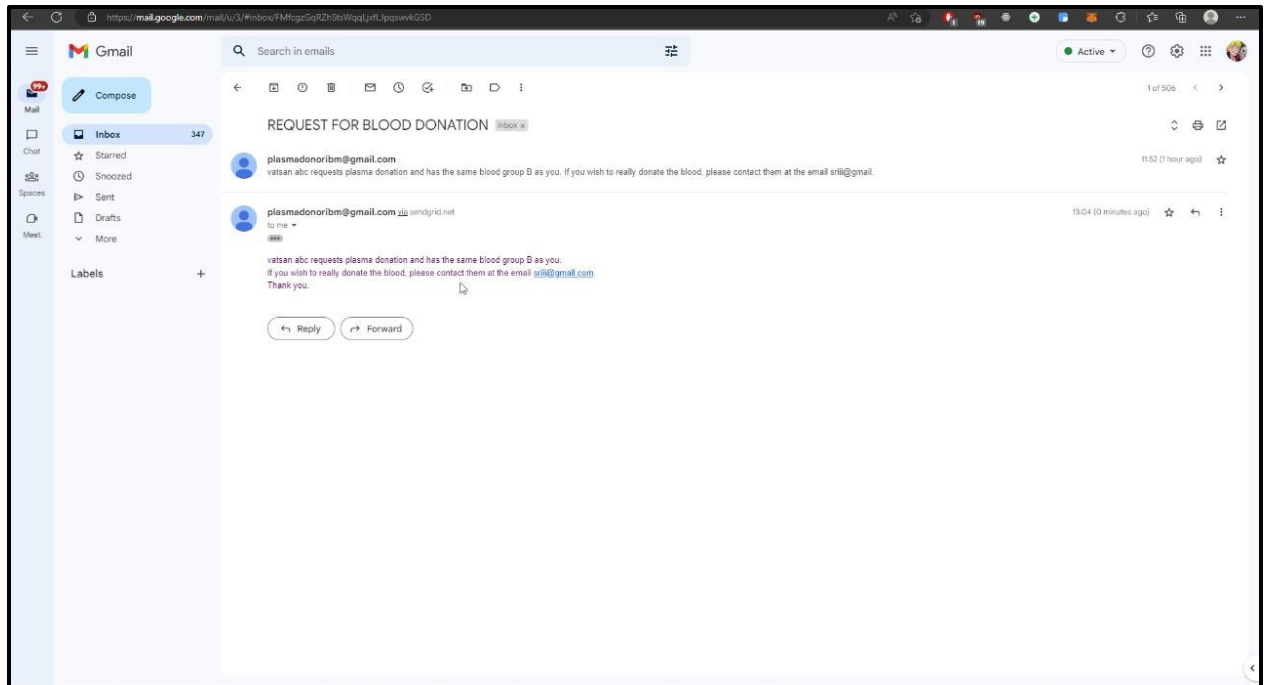 https://mail.google.com/mail/u/3/#inbox/FMfcgzGqRZhStsWqqLjxfLJpqswvkGSD
Gmail
Search in emails
Active
99+
Mail
Compose
1 of 506
Inbox 347
REQUEST FOR BLOOD DONATION Inbox x
Chat
Starred
plasmadonoribm@gmail.com
11:52 (1 hour ago)
vatsan abc requests plasma donation and has the same blood group B as you. If you wish to really donate the blood, please contact them at the email sriii@gmail.
Snoozed
Spaces
Sent
Drafts
plasmadonoribm@gmail.com via sendgrid.net
13:04 (0 minutes ago)
to me
Meet
More
vatsan abc requests plasma donation and has the same blood group B as you.
If you wish to really donate the blood, please contact them at the email sriii@gmail.com.
Thank you.
Labels
Reply
Forward